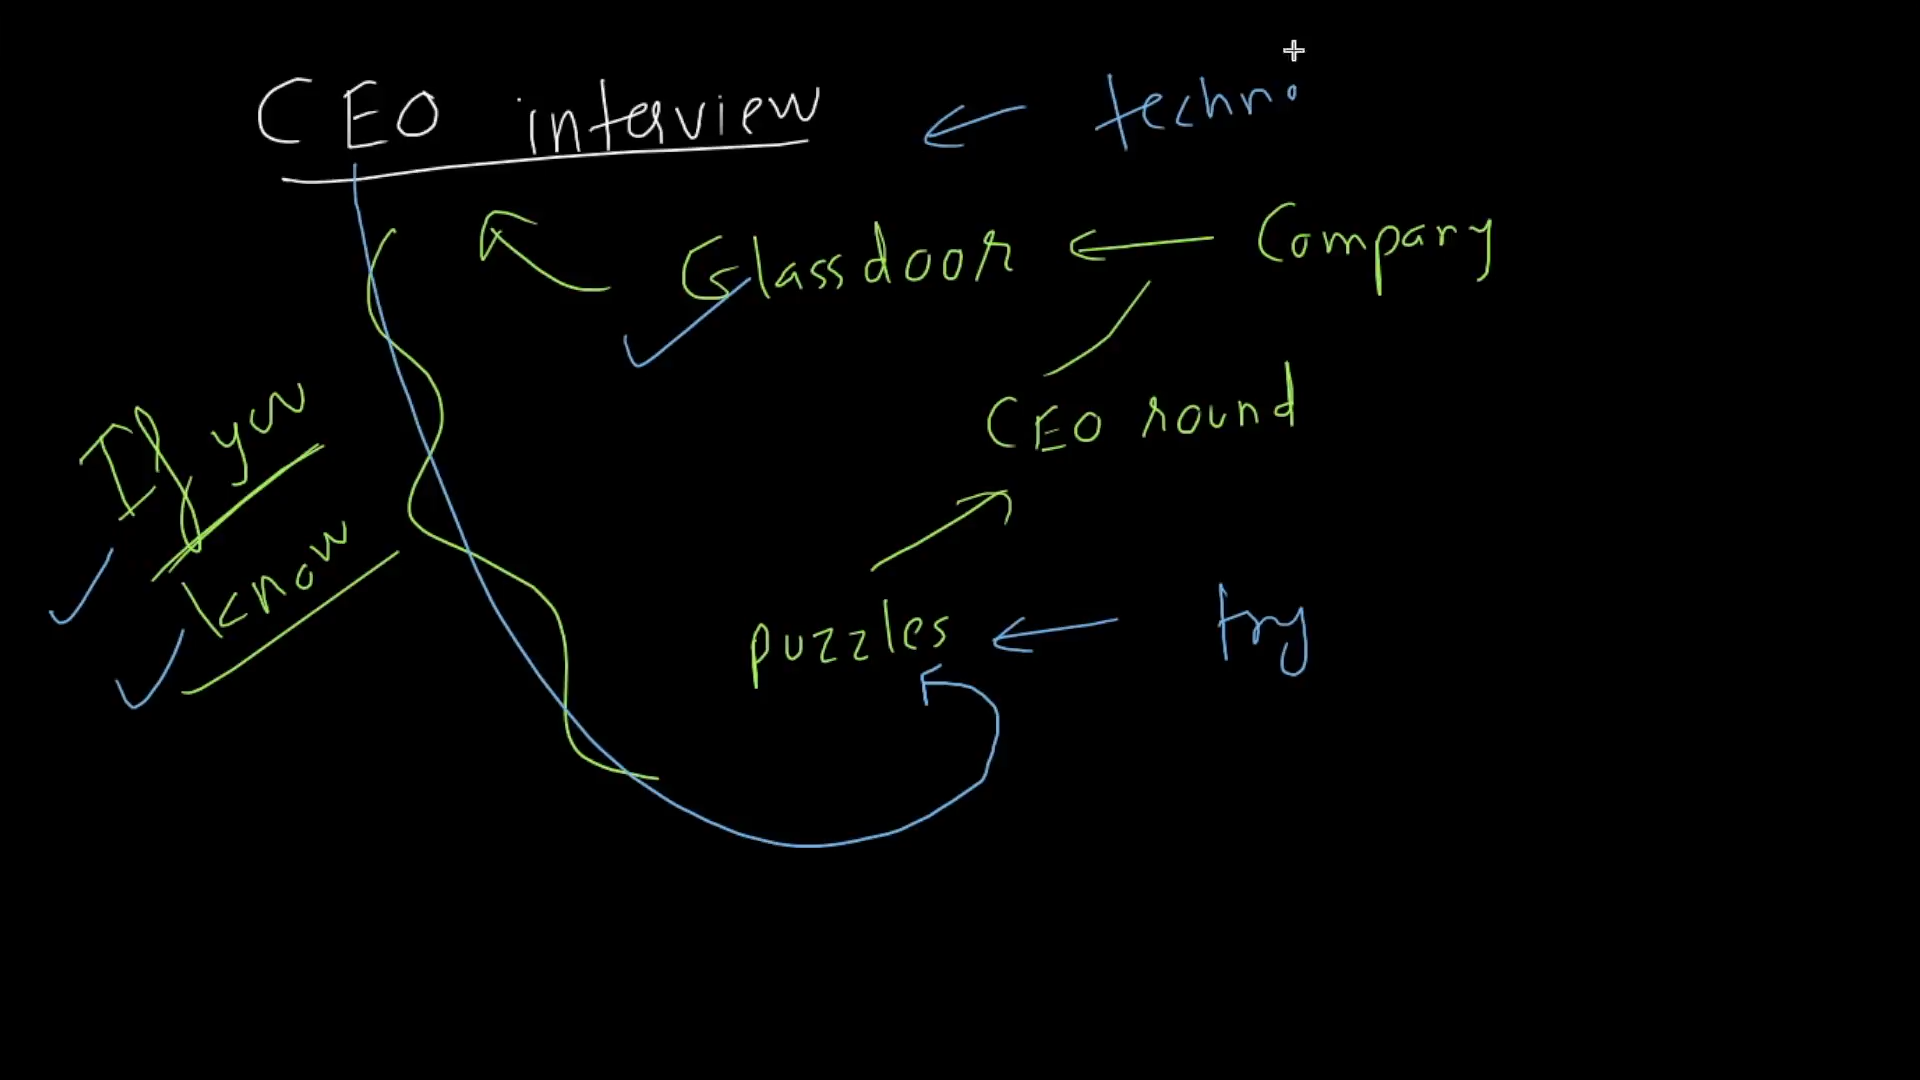 CEO interview ← techno
Glassdoor ← Company
CEO round
If you
know
puzzles ← try